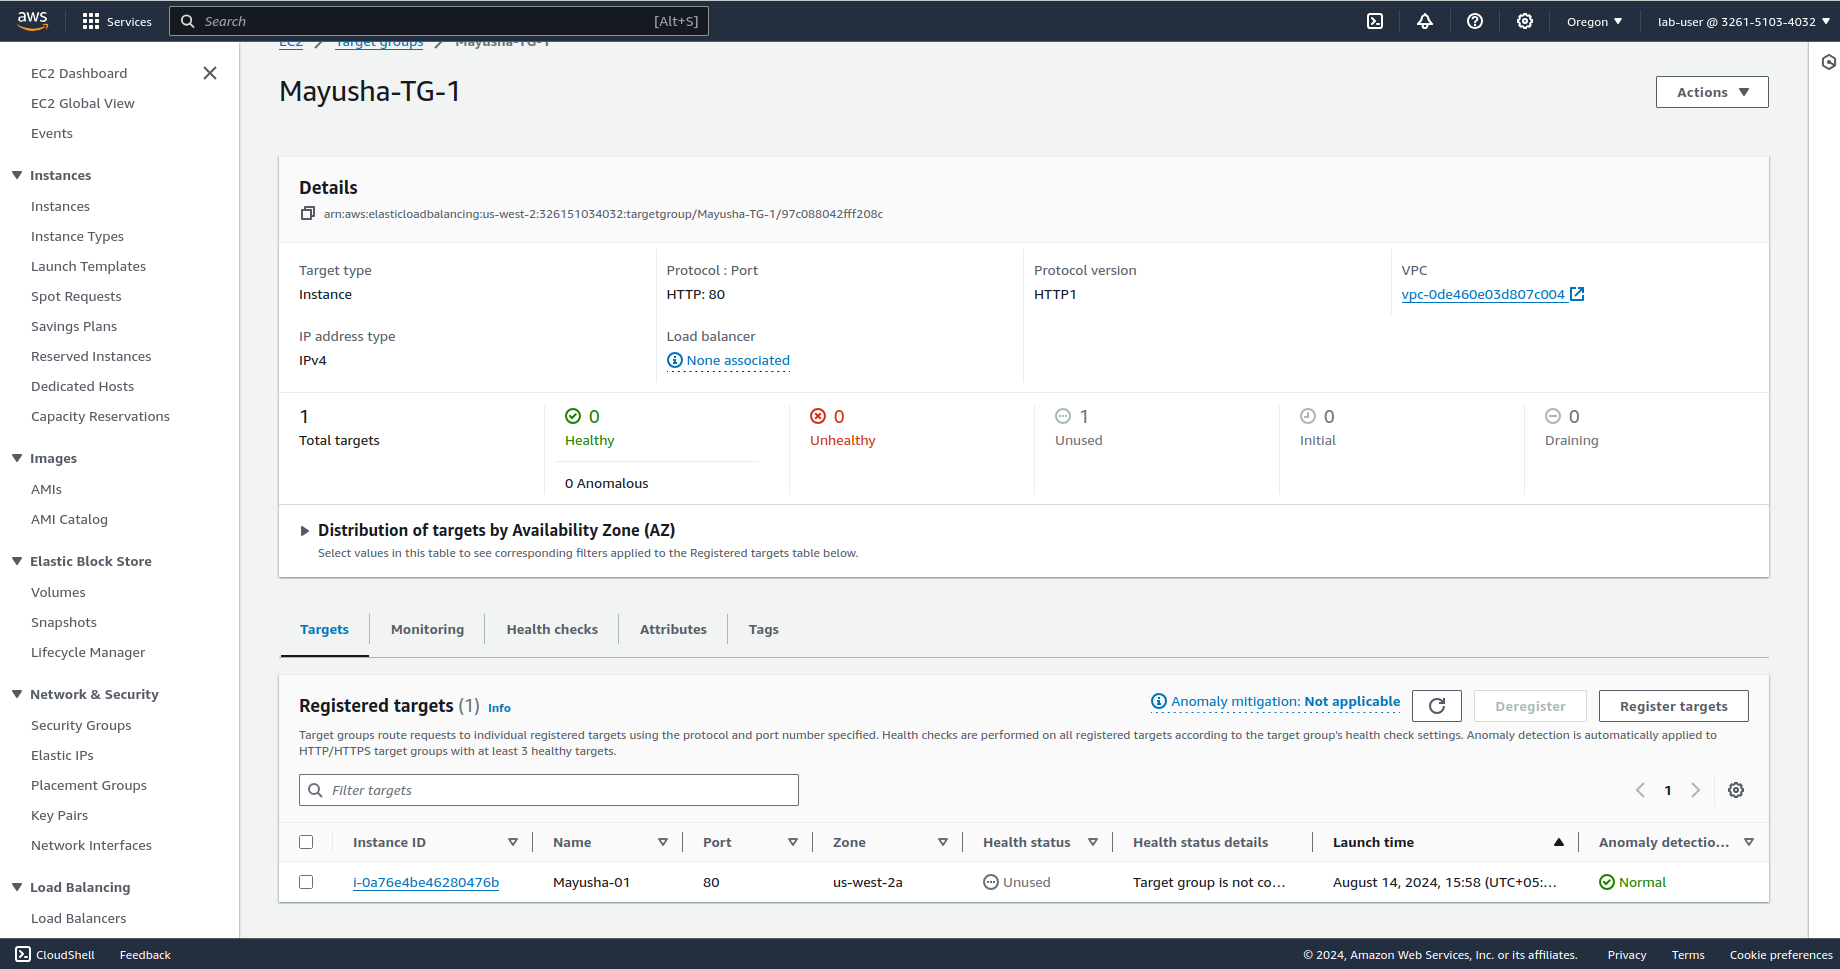 aws
Services
Search
[Alt+S]
Oregon
lab-user @ 3261-5103-4032
EC2
Target groups
Mayusha-TG-1
EC2 Dashboard
EC2 Global View
Events
Instances
Instances
Instance Types
Launch Templates
Spot Requests
Savings Plans
Reserved Instances
Dedicated Hosts
Capacity Reservations
Images
AMIs
AMI Catalog
Elastic Block Store
Volumes
Snapshots
Lifecycle Manager
Network & Security
Security Groups
Elastic IPs
Placement Groups
Key Pairs
Network Interfaces
Load Balancing
Load Balancers
Mayusha-TG-1
Actions
Details
arn:aws:elasticloadbalancing:us-west-2:326151034032:targetgroup/Mayusha-TG-1/97c088042fff208c
Target type
Instance
Protocol : Port
HTTP: 80
Protocol version
HTTP1
VPC
vpc-0de460e03d807c004
IP address type
IPv4
Load balancer
None associated
1
Total targets
0
Healthy
0 Anomalous
0
Unhealthy
1
Unused
0
Initial
0
Draining
Distribution of targets by Availability Zone (AZ)
Select values in this table to see corresponding filters applied to the Registered targets table below.
Targets
Monitoring
Health checks
Attributes
Tags
Registered targets (1) Info
Anomaly mitigation: Not applicable
Deregister
Register targets
Target groups route requests to individual registered targets using the protocol and port number specified. Health checks are performed on all registered targets according to the target group's health check settings. Anomaly detection is automatically applied to
HTTP/HTTPS target groups with at least 3 healthy targets.
Filter targets
1
Instance ID Name Port Zone Health status Health status details Launch time Anomaly detectio...
i-0a76e4be46280476b Mayusha-01 80 us-west-2a Unused Target group is not co... August 14, 2024, 15:58 (UTC+05:... Normal
CloudShell
Feedback
© 2024, Amazon Web Services, Inc. or its affiliates.
Privacy
Terms
Cookie preferences